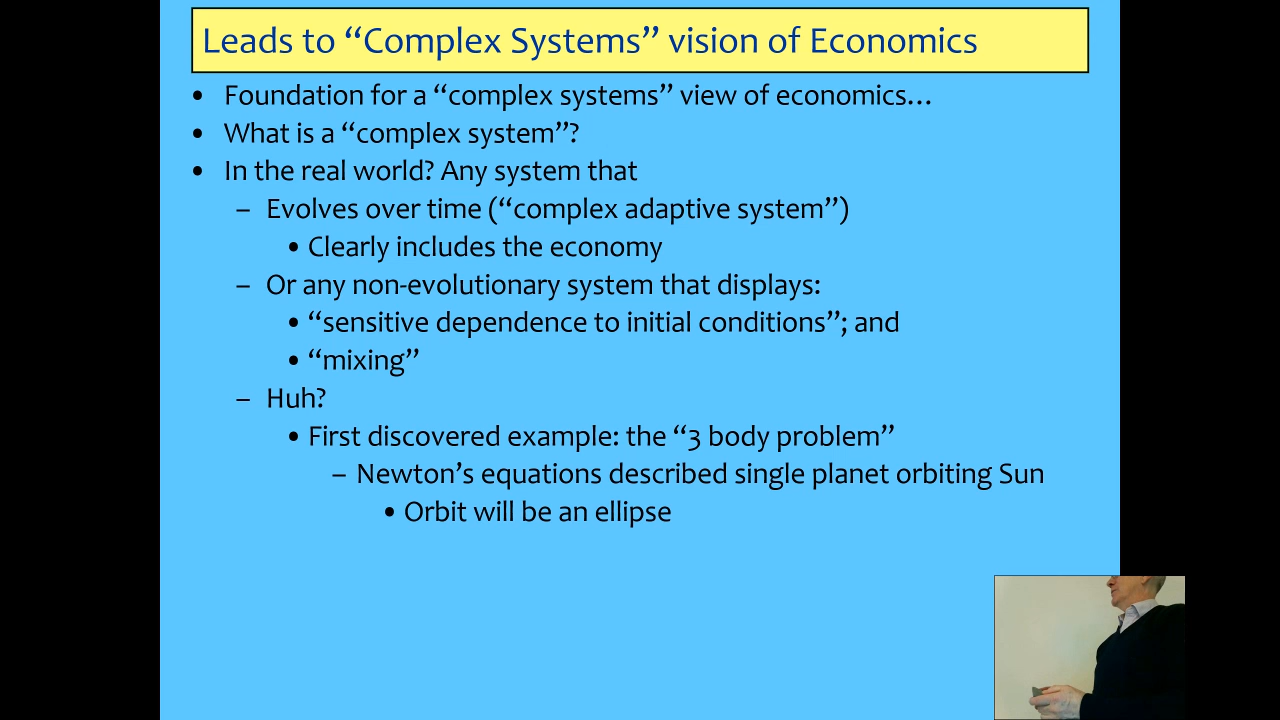 Leads to “Complex Systems” vision of Economics
• Foundation for a “complex systems” view of economics…
• What is a “complex system”?
• In the real world? Any system that
– Evolves over time (“complex adaptive system”)
• Clearly includes the economy
– Or any non-evolutionary system that displays:
• “sensitive dependence to initial conditions”; and
• “mixing”
– Huh?
• First discovered example: the “3 body problem”
– Newton’s equations described single planet orbiting Sun
• Orbit will be an ellipse